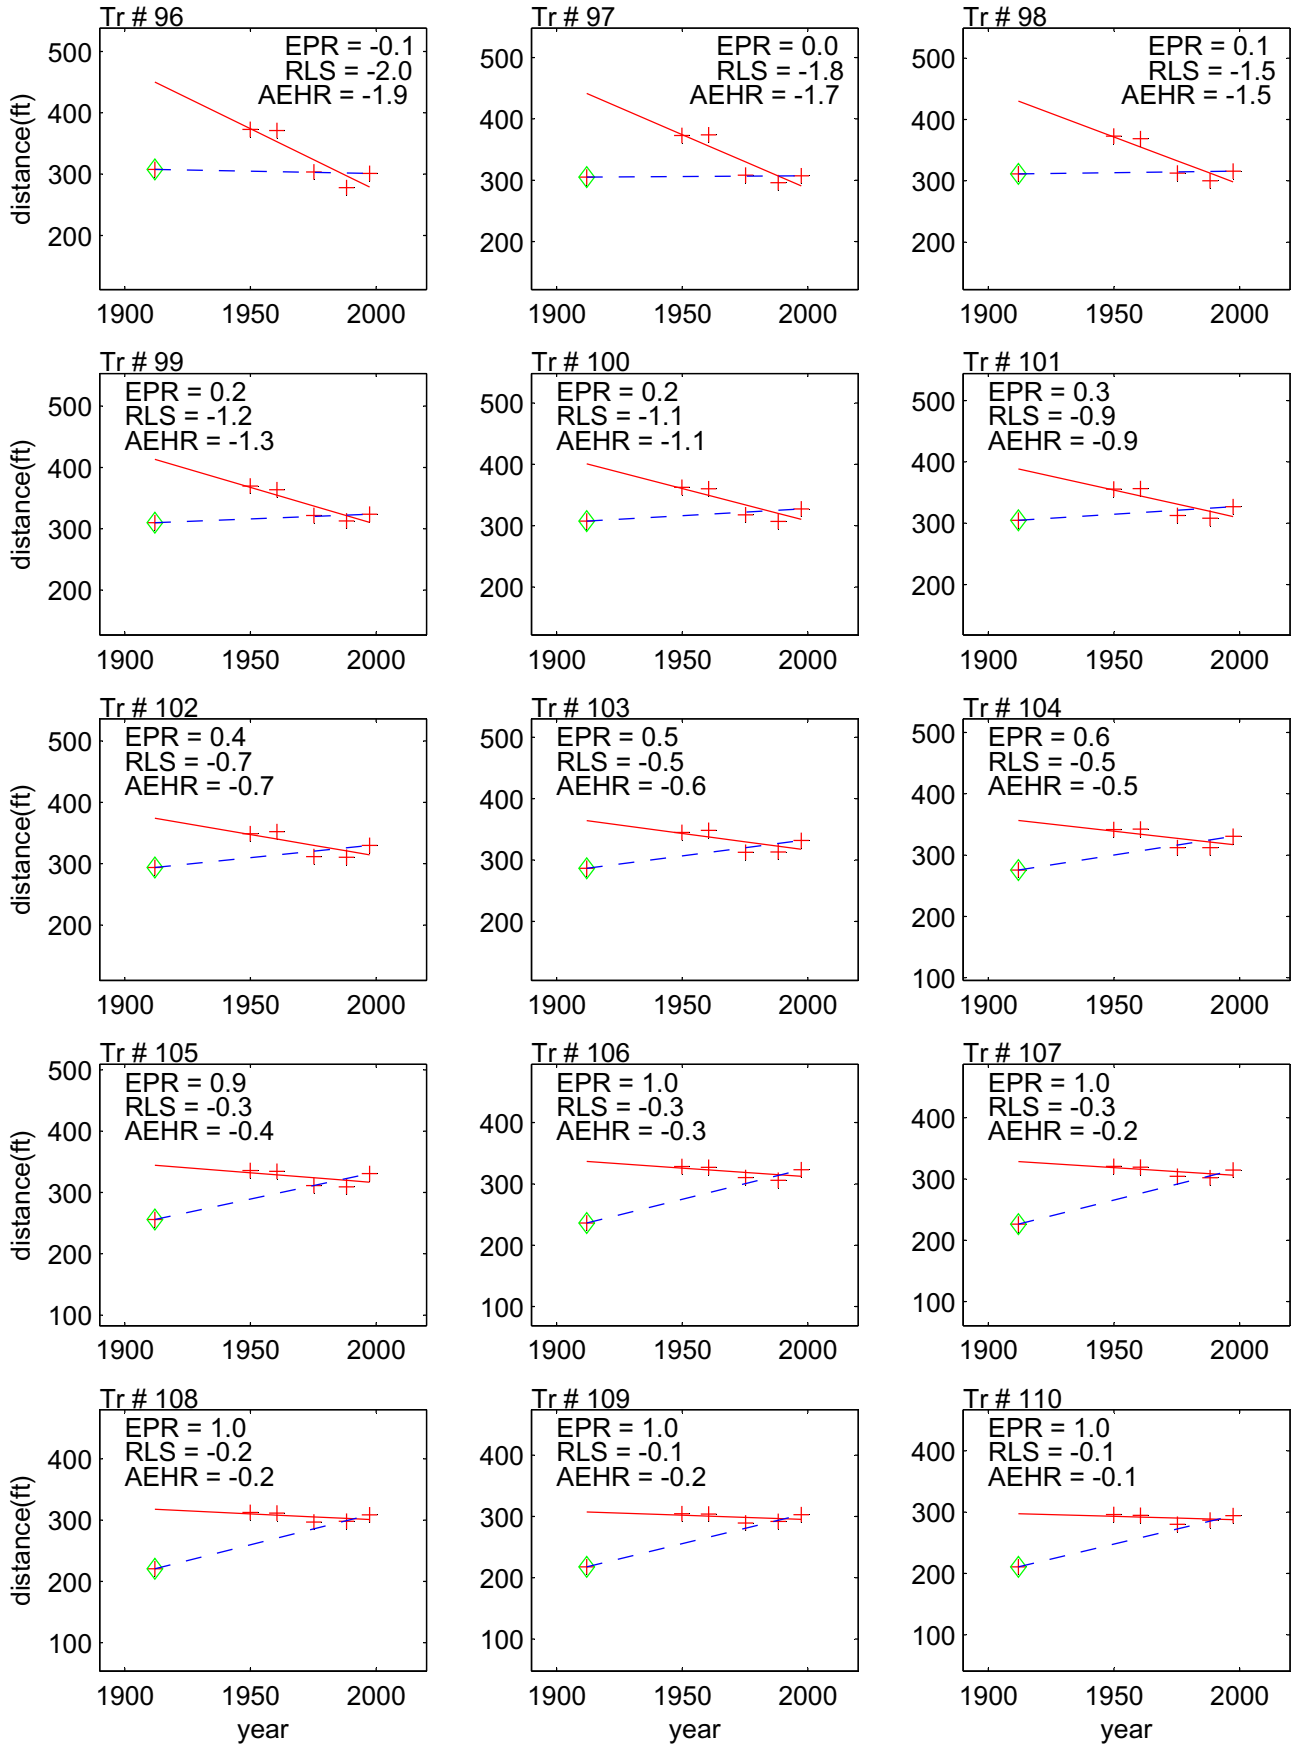 Tr # 96
EPR = -0.1
RLS = -2.0
AEHR = -1.9
500
400
300
200
1900 1950 2000
distance(ft)
Tr # 97
EPR = 0.0
RLS = -1.8
AEHR = -1.7
500
400
300
200
1900 1950 2000
Tr # 98
EPR = 0.1
RLS = -1.5
AEHR = -1.5
500
400
300
200
1900 1950 2000
Tr # 99
EPR = 0.2
RLS = -1.2
AEHR = -1.3
500
400
300
200
1900 1950 2000
distance(ft)
Tr # 100
EPR = 0.2
RLS = -1.1
AEHR = -1.1
500
400
300
200
1900 1950 2000
Tr # 101
EPR = 0.3
RLS = -0.9
AEHR = -0.9
500
400
300
200
1900 1950 2000
Tr # 102
EPR = 0.4
RLS = -0.7
AEHR = -0.7
500
400
300
200
1900 1950 2000
distance(ft)
Tr # 103
EPR = 0.5
RLS = -0.5
AEHR = -0.6
500
400
300
200
1900 1950 2000
Tr # 104
EPR = 0.6
RLS = -0.5
AEHR = -0.5
500
400
300
200
100
1900 1950 2000
Tr # 105
EPR = 0.9
RLS = -0.3
AEHR = -0.4
500
400
300
200
100
1900 1950 2000
distance(ft)
Tr # 106
EPR = 1.0
RLS = -0.3
AEHR = -0.3
400
300
200
100
1900 1950 2000
Tr # 107
EPR = 1.0
RLS = -0.3
AEHR = -0.2
400
300
200
100
1900 1950 2000
Tr # 108
EPR = 1.0
RLS = -0.2
AEHR = -0.2
400
300
200
100
1900 1950 2000
distance(ft)
year
Tr # 109
EPR = 1.0
RLS = -0.1
AEHR = -0.2
400
300
200
100
1900 1950 2000
year
Tr # 110
EPR = 1.0
RLS = -0.1
AEHR = -0.1
400
300
200
100
1900 1950 2000
year